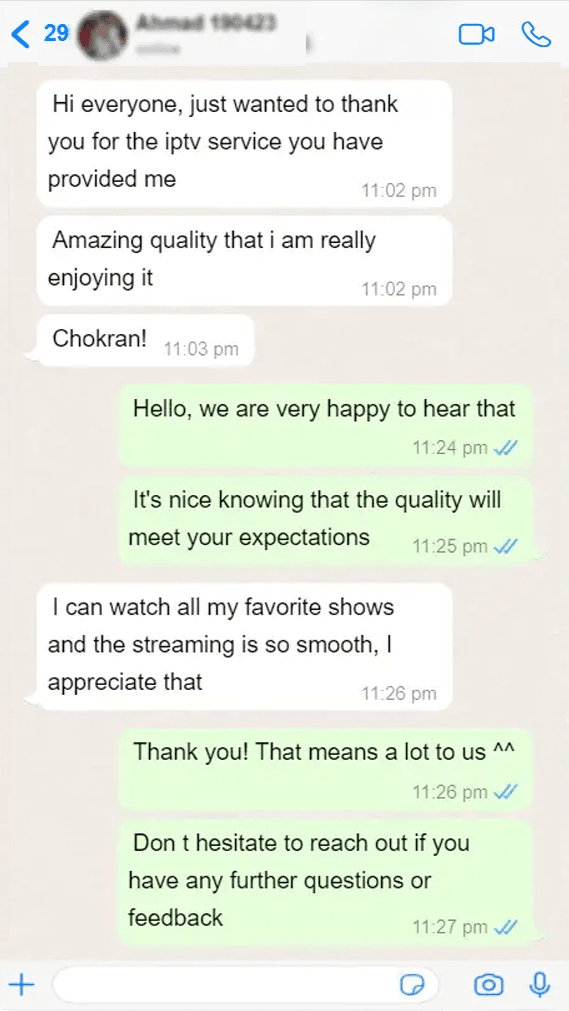 29
Ahmad 190423
online
Hi everyone, just wanted to thank
you for the iptv service you have
provided me
11:02 pm
Amazing quality that i am really
enjoying it
11:02 pm
Chokran!
11:03 pm
Hello, we are very happy to hear that
11:24 pm
It's nice knowing that the quality will
meet your expectations
11:25 pm
I can watch all my favorite shows
and the streaming is so smooth, I
appreciate that
11:26 pm
Thank you! That means a lot to us ^^
11:26 pm
Don t hesitate to reach out if you
have any further questions or
feedback
11:27 pm